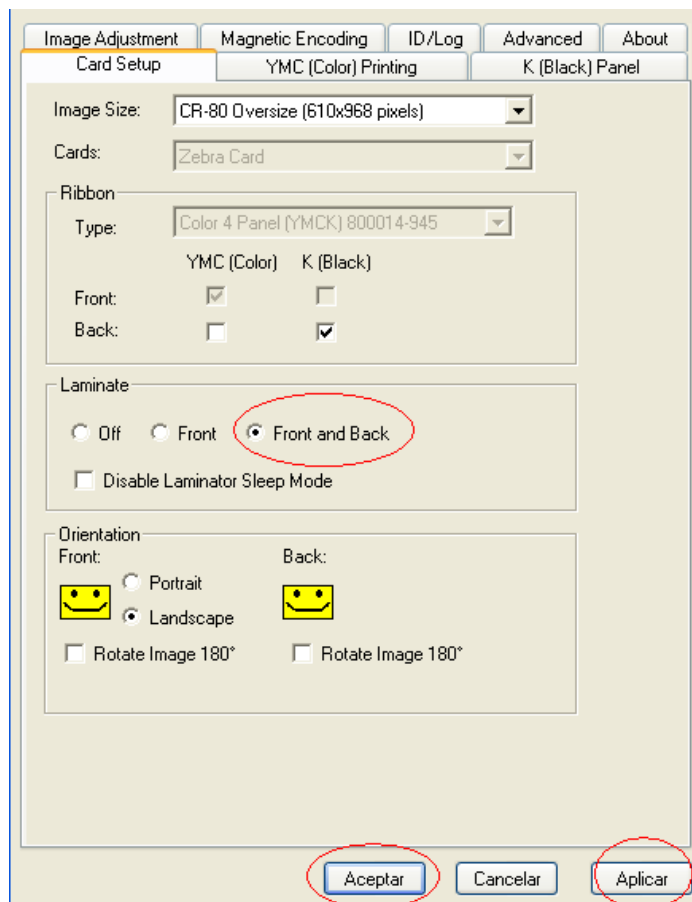 Image Adjustment Magnetic Encoding ID/Log Advanced About
Card Setup YMC (Color) Printing K (Black) Panel
Image Size: CR-80 Oversize (610x968 pixels)
Cards: Zebra Card
Ribbon
Type: Color 4 Panel (YMCK) 800014-945
YMC (Color) K (Black)
Front:
Back:
Laminate
Off Front Front and Back
Disable Laminator Sleep Mode
Orientation
Front: Back:
Portrait
Landscape
Rotate Image 180° Rotate Image 180°
Aceptar Cancelar Aplicar